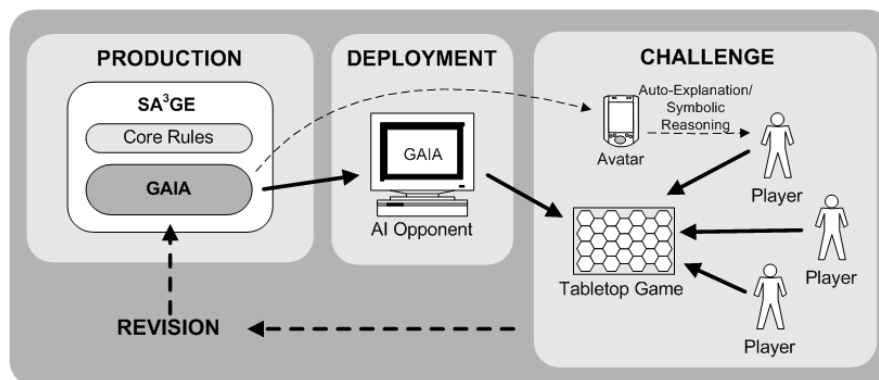 PRODUCTION
SA³GE
Core Rules
GAIA
DEPLOYMENT
GAIA
AI Opponent
CHALLENGE
Auto-Explanation/
Symbolic
Reasoning
Avatar
Player
Player
Tabletop Game
Player
REVISION